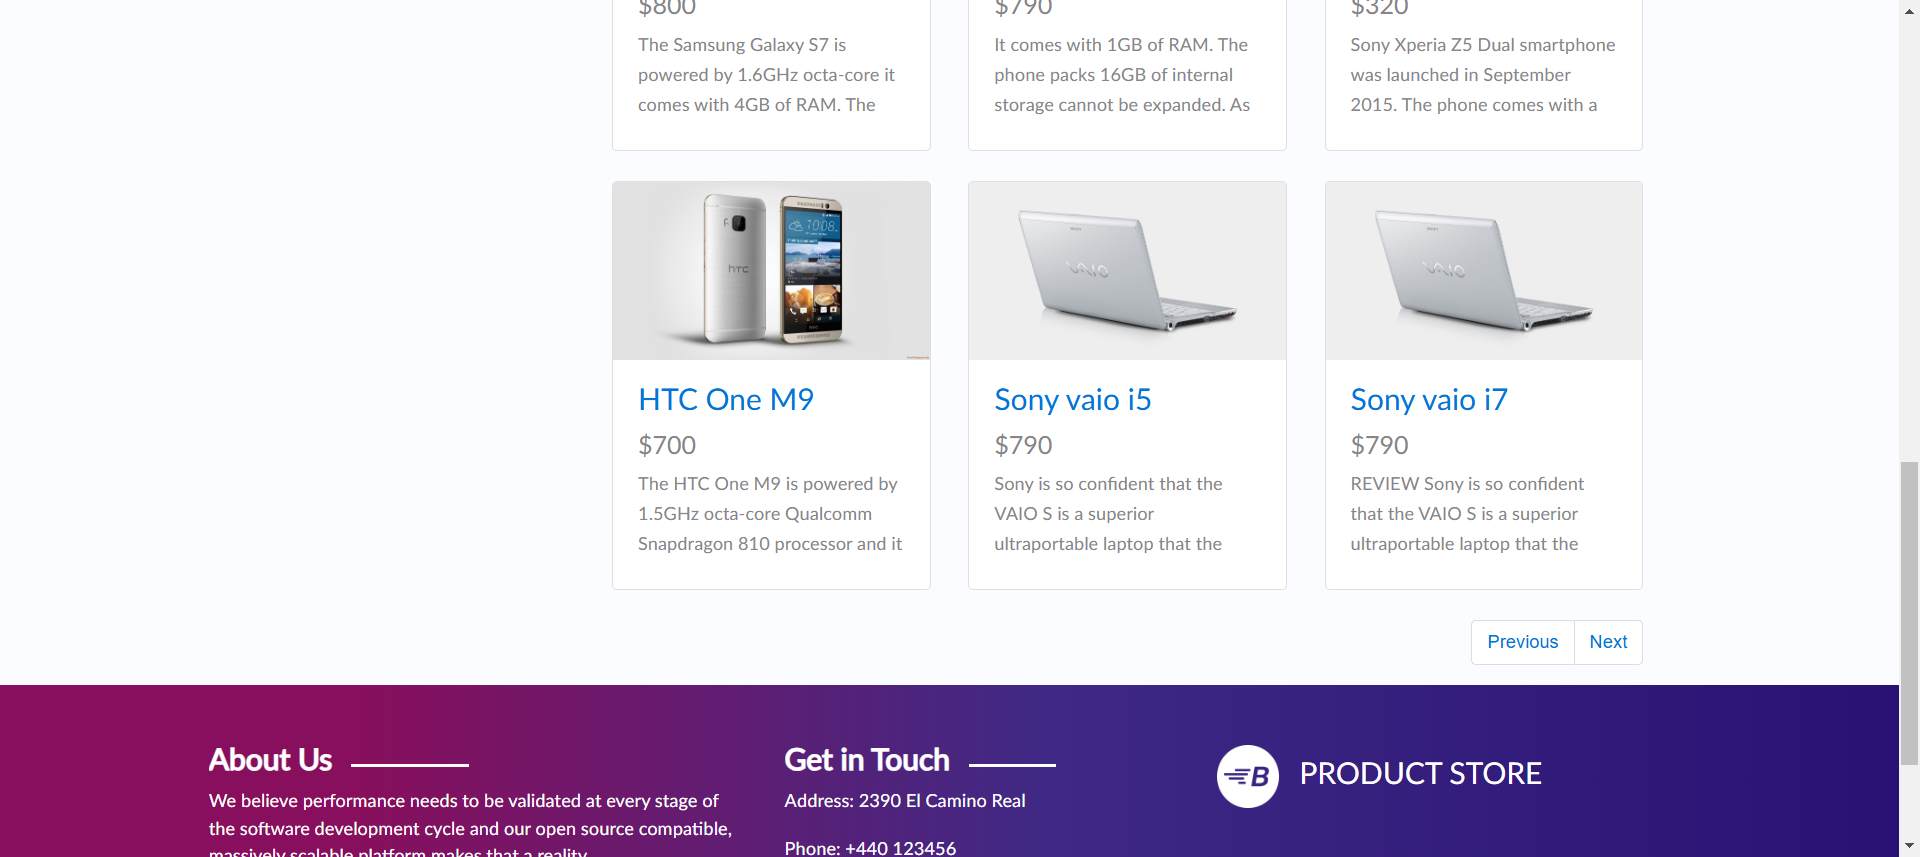 $800
The Samsung Galaxy S7 is
powered by 1.6GHz octa-core it
comes with 4GB of RAM. The
$790
It comes with 1GB of RAM. The
phone packs 16GB of internal
storage cannot be expanded. As
$320
Sony Xperia Z5 Dual smartphone
was launched in September
2015. The phone comes with a
hTC
10:08
VAIO
VAIO
HTC One M9
$700
The HTC One M9 is powered by
1.5GHz octa-core Qualcomm
Snapdragon 810 processor and it
Sony vaio i5
$790
Sony is so confident that the
VAIO S is a superior
ultraportable laptop that the
Sony vaio i7
$790
REVIEW Sony is so confident
that the VAIO S is a superior
ultraportable laptop that the
Previous
Next
About Us
We believe performance needs to be validated at every stage of
the software development cycle and our open source compatible,
massively scalable platform makes that a reality.
Get in Touch
Address: 2390 El Camino Real
Phone: +440 123456
B
PRODUCT STORE